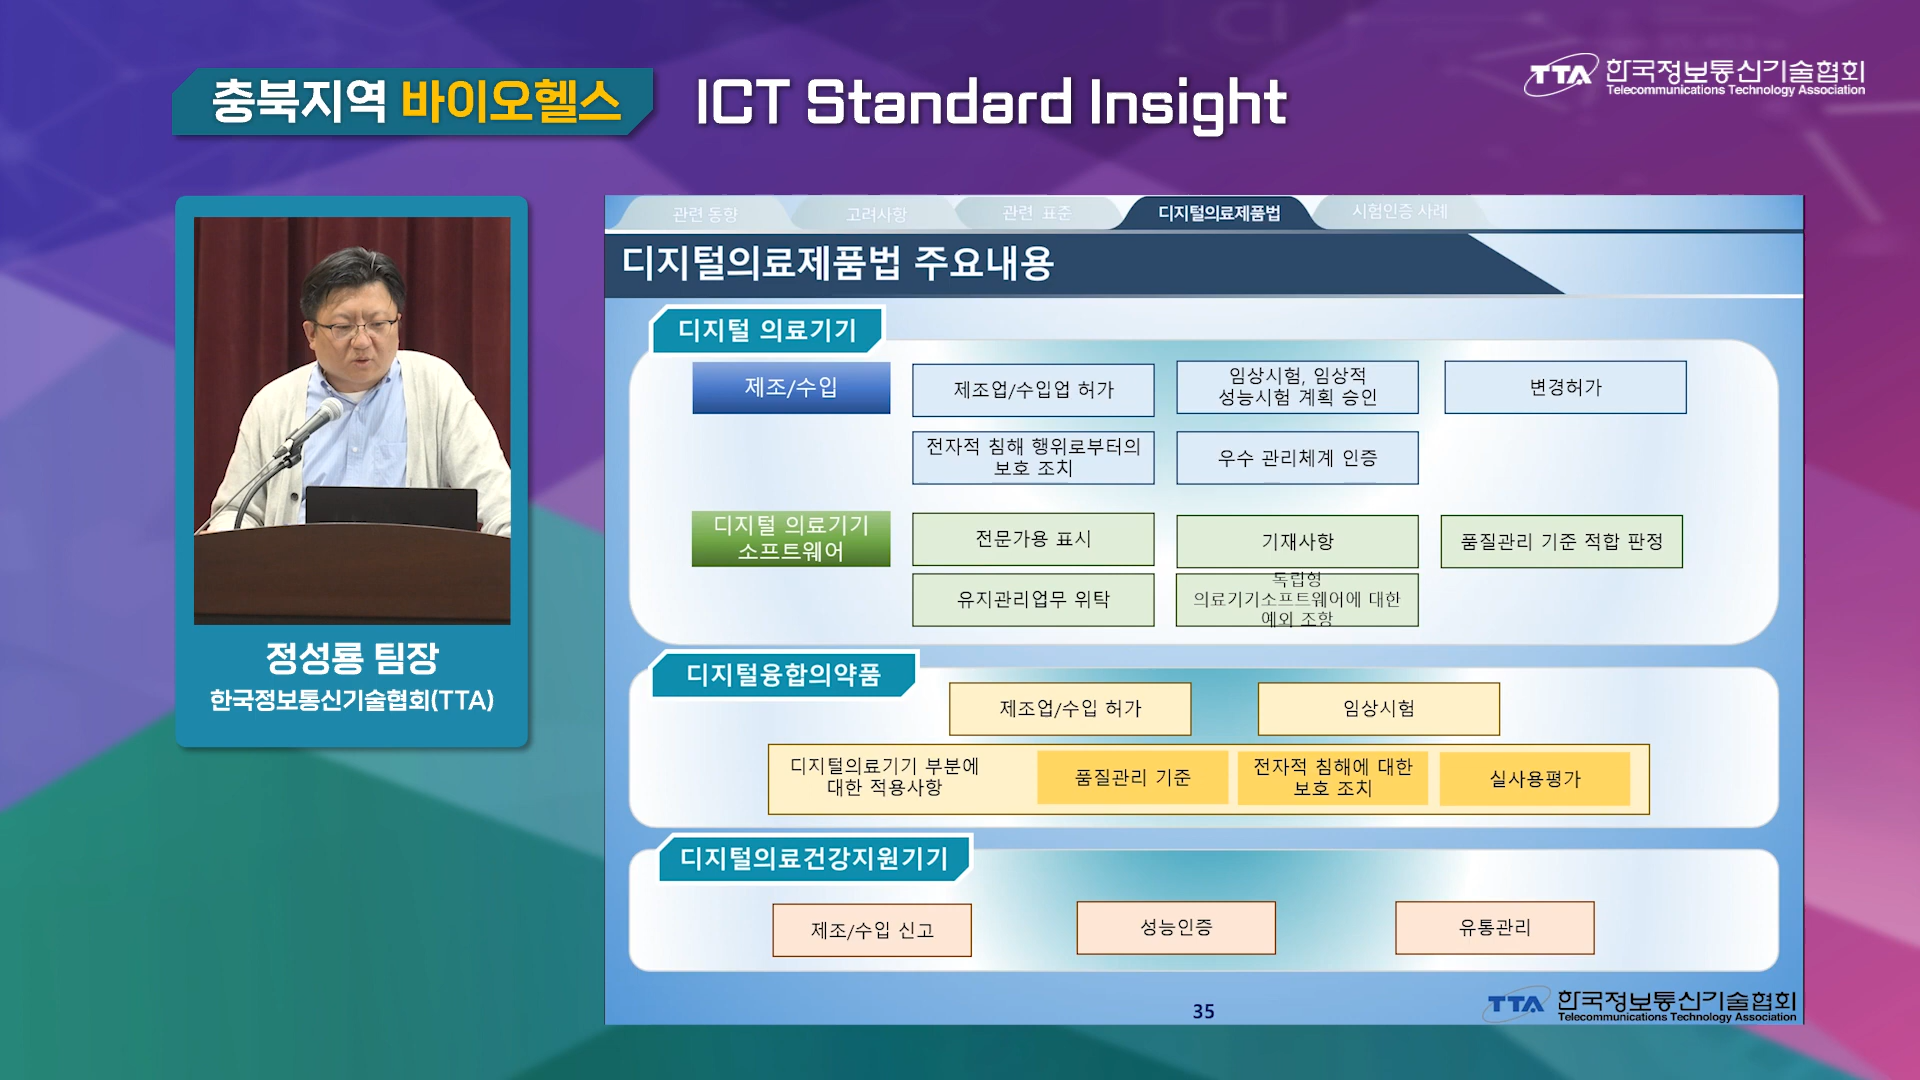 충북지역 바이오헬스
ICT Standard Insight
TTA 한국정보통신기술협회
Telecommunications Technology Association
정성룡 팀장
한국정보통신기술협회(TTA)
관련 동향
고려사항
관련 표준
디지털의료제품법
시험인증 사례
디지털의료제품법 주요내용
디지털 의료기기
제조/수입
제조업/수입업 허가
임상시험, 임상적
성능시험 계획 승인
변경허가
전자적 침해 행위로부터의
보호 조치
우수 관리체계 인증
디지털 의료기기
소프트웨어
전문가용 표시
기재사항
품질관리 기준 적합 판정
유지관리업무 위탁
독립형
의료기기소프트웨어에 대한
예외 조항
디지털융합의약품
제조업/수입 허가
임상시험
디지털의료기기 부분에
대한 적용사항
품질관리 기준
전자적 침해에 대한
보호 조치
실사용평가
디지털의료건강지원기기
제조/수입 신고
성능인증
유통관리
35
TTA 한국정보통신기술협회
Telecommunications Technology Association